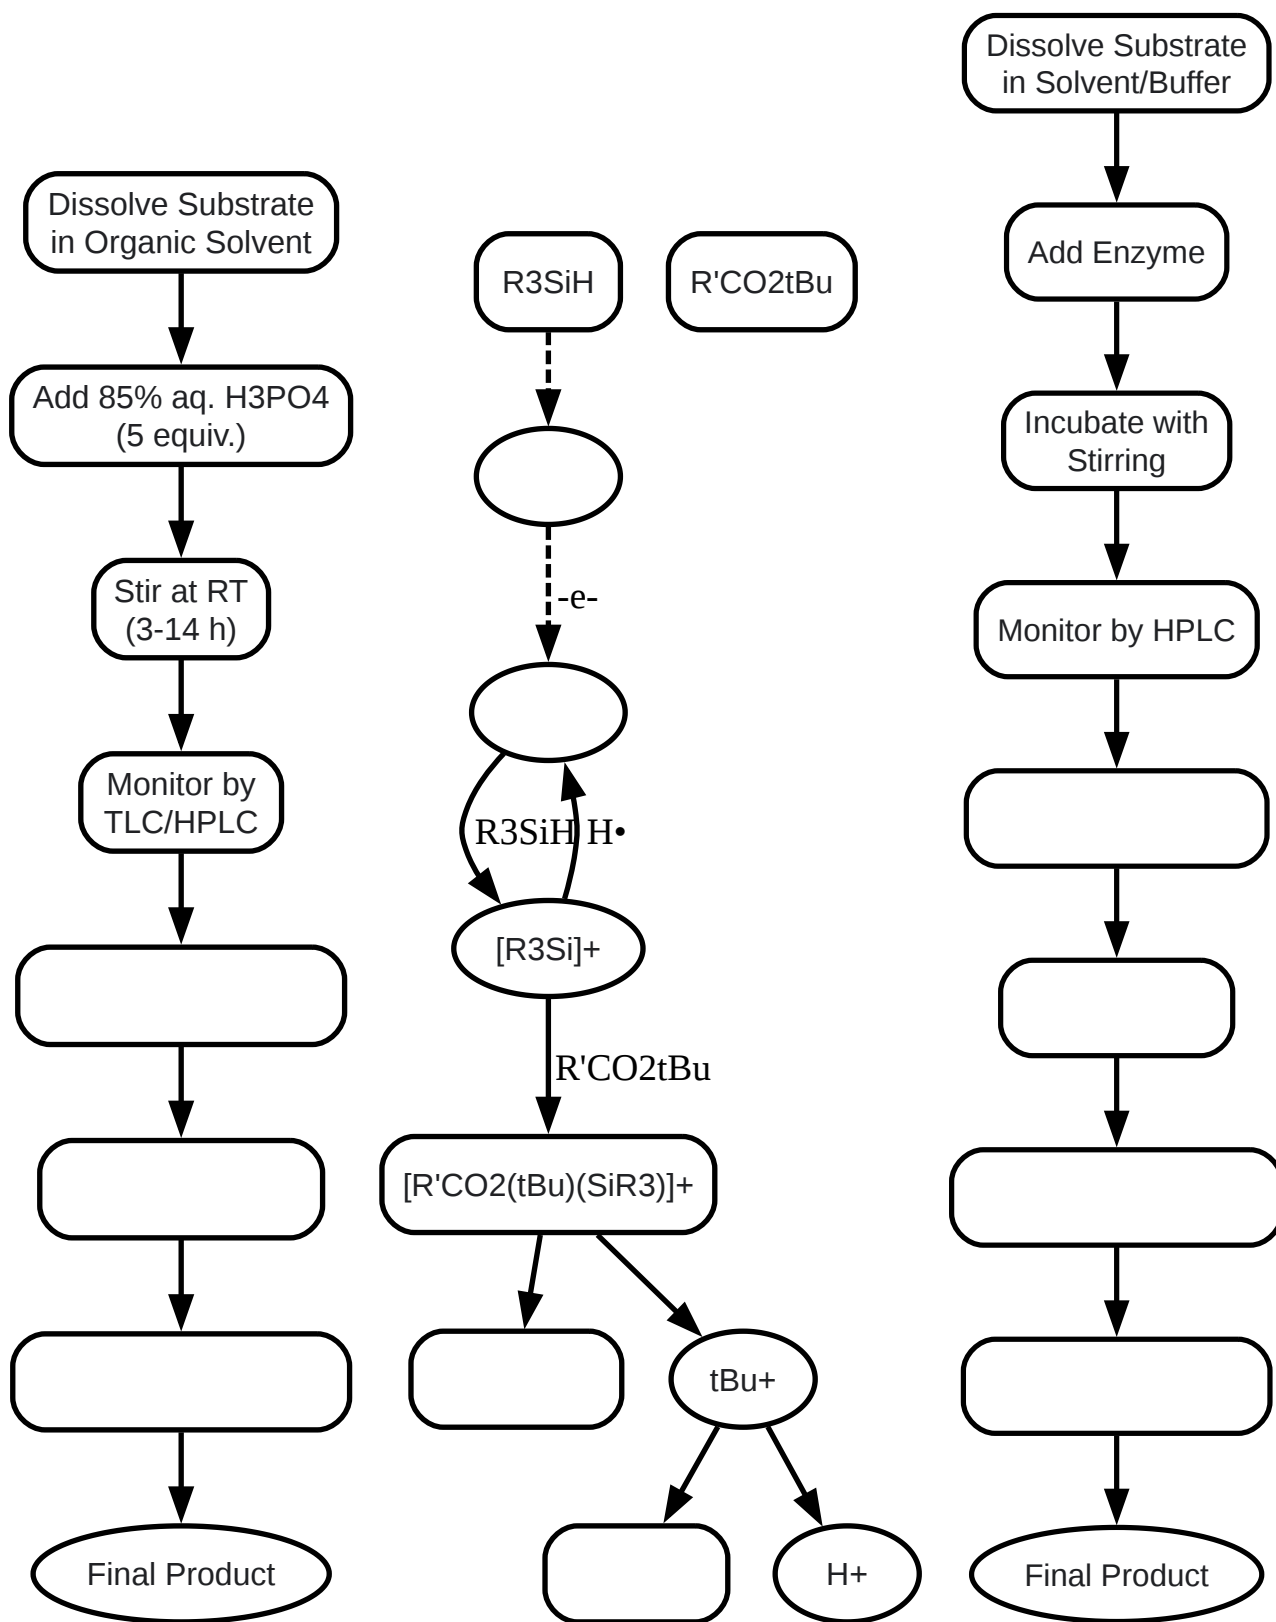 Dissolve Substrate
in Organic Solvent
Add 85% aq. H3PO4
(5 equiv.)
Stir at RT
(3-14 h)
Monitor by
TLC/HPLC
Final Product
R3SiH
R'CO2tBu
-e-
R3SiH
H•
[R3Si]+
R'CO2tBu
[R'CO2(tBu)(SiR3)]+
tBu+
H+
Dissolve Substrate
in Solvent/Buffer
Add Enzyme
Incubate with
Stirring
Monitor by HPLC
Final Product